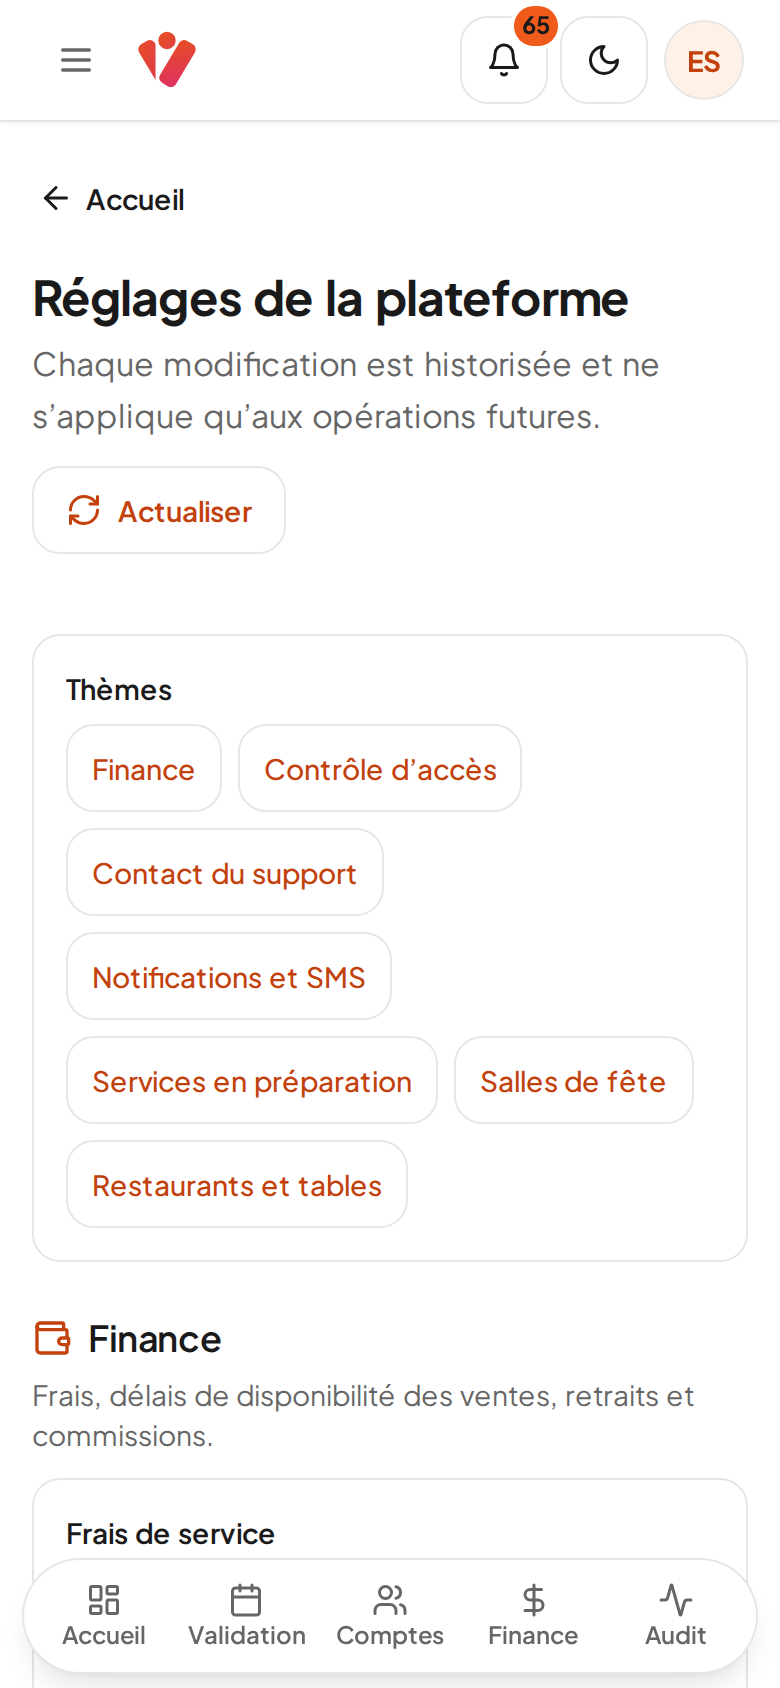 65
ES
Accueil
Réglages de la plateforme
Chaque modification est historisée et ne
s’applique qu’aux opérations futures.
Actualiser
Thèmes
Finance
Contrôle d’accès
Contact du support
Notifications et SMS
Services en préparation
Salles de fête
Restaurants et tables
Finance
Frais, délais de disponibilité des ventes, retraits et
commissions.
Frais de service
Accueil
Validation
Comptes
Finance
Audit